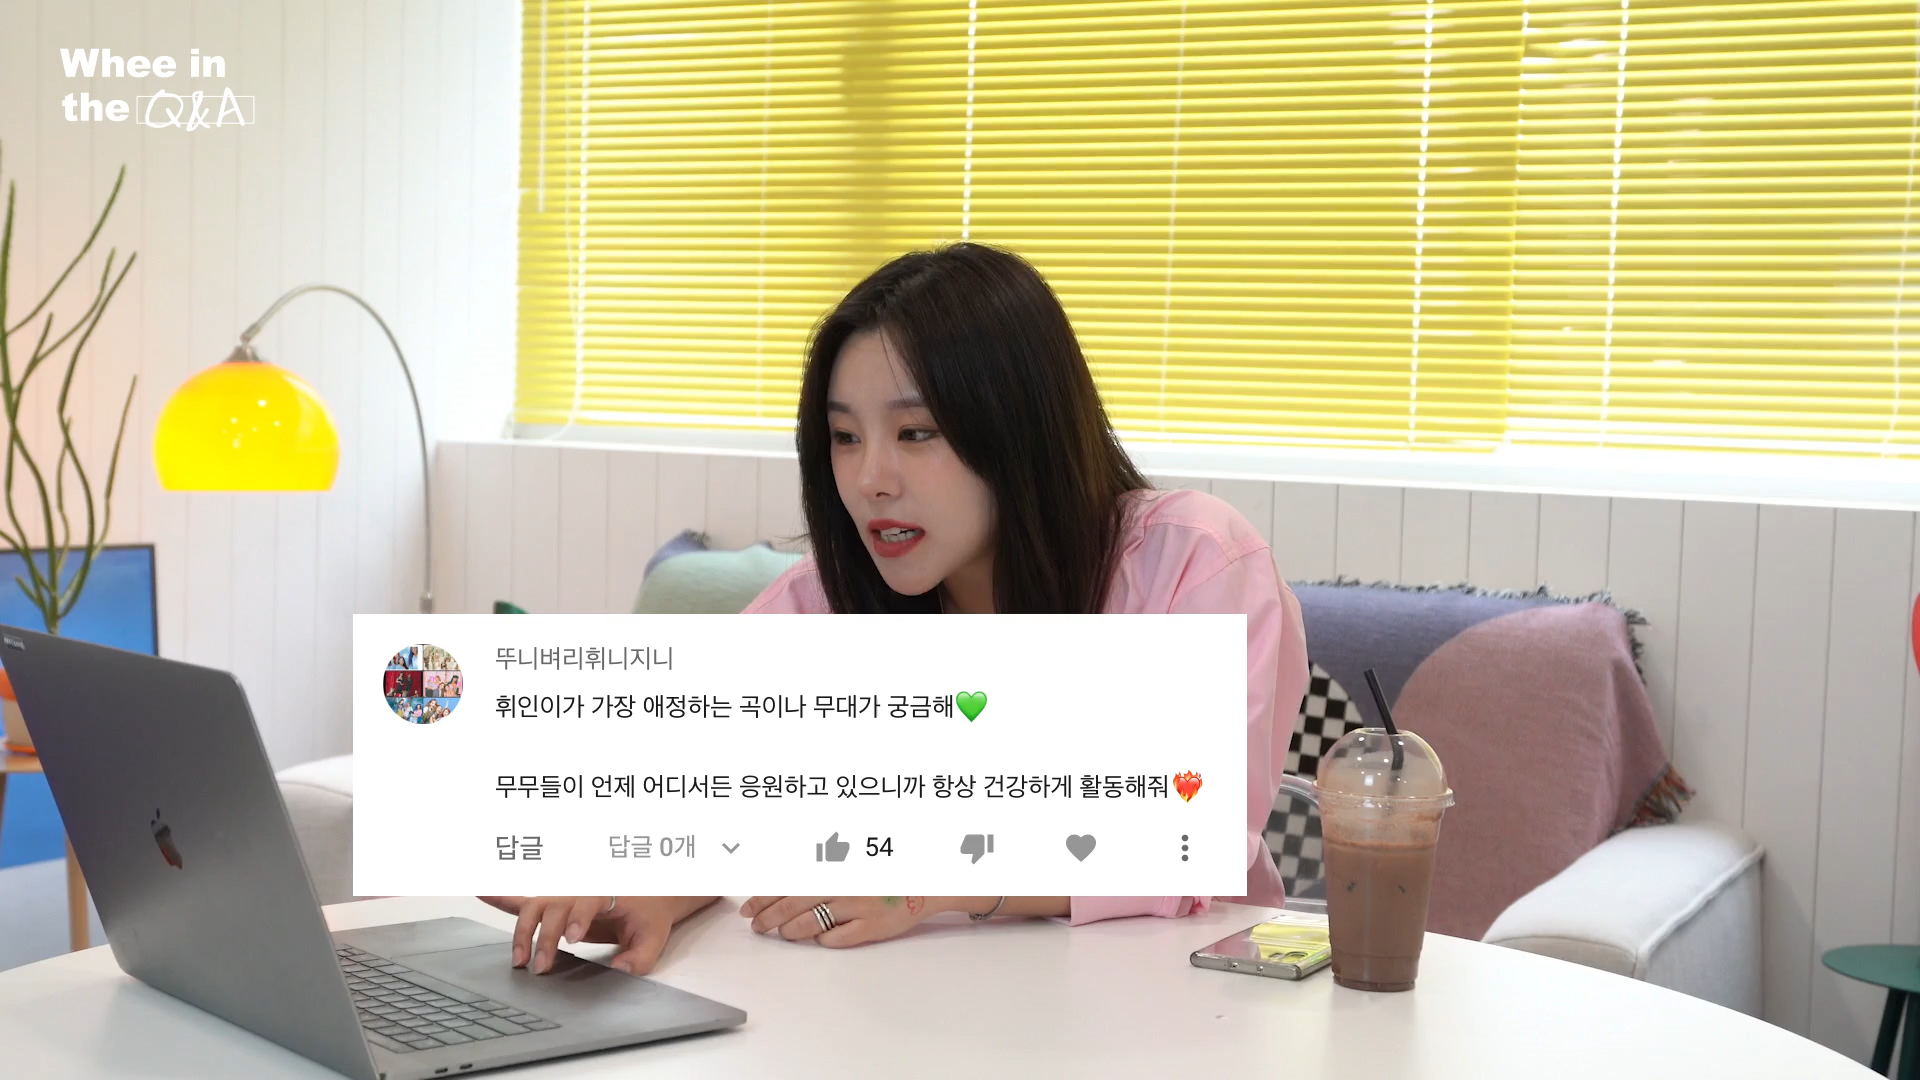 Whee in
the Q&A
뚜니벼리휘니지니
휘인이가 가장 애정하는 곡이나 무대가 궁금해💚
무무들이 언제 어디서든 응원하고 있으니까 항상 건강하게 활동해줘❤️‍🔥
답글 답글 0개 54